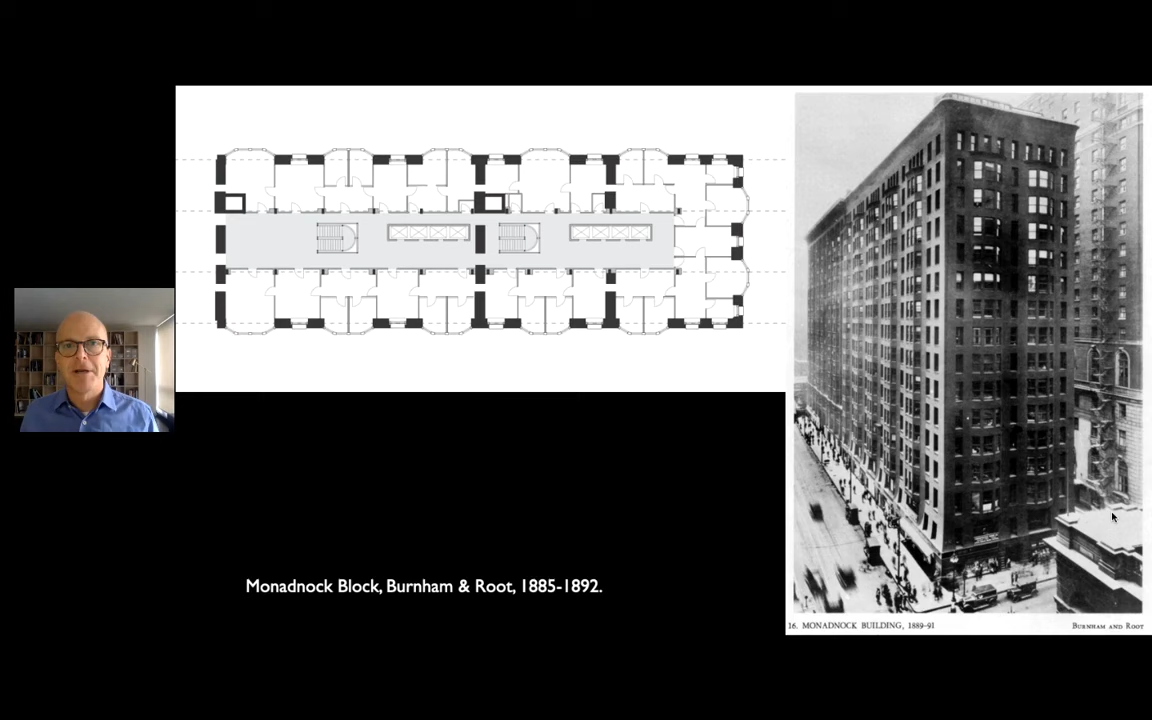 Monadnock Block, Burnham & Root, 1885-1892.
16. MONADNOCK BUILDING, 1889-91
BURNHAM AND ROOT